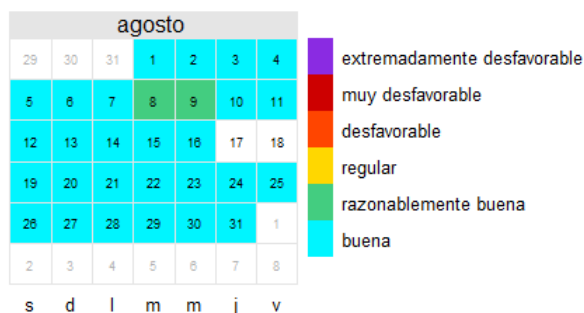 agosto
29 30 31 1 2 3 4
5 6 7 8 9 10 11
12 13 14 15 16 17 18
19 20 21 22 23 24 25
26 27 28 29 30 31 1
2 3 4 5 6 7 8
s d l m m j v
extremadamente desfavorable
muy desfavorable
desfavorable
regular
razonablemente buena
buena